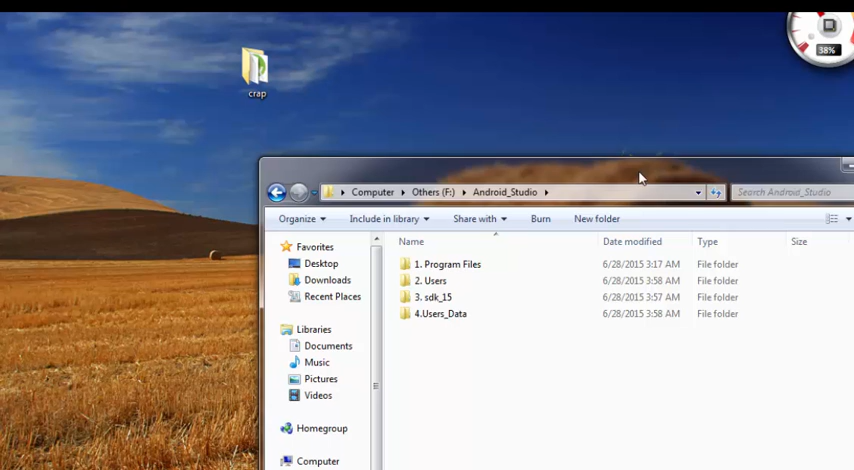 38%
crap
Computer Others (F:) Android_Studio Search Android_Studio
Organize Include in library Share with Burn New folder
Name Date modified Type Size
Favorites
Desktop
Downloads
Recent Places
Libraries
Documents
Music
Pictures
Videos
Homegroup
Computer
1. Program Files 6/28/2015 3:17 AM File folder
2. Users 6/28/2015 3:58 AM File folder
3. sdk_15 6/28/2015 3:57 AM File folder
4.Users_Data 6/28/2015 3:58 AM File folder